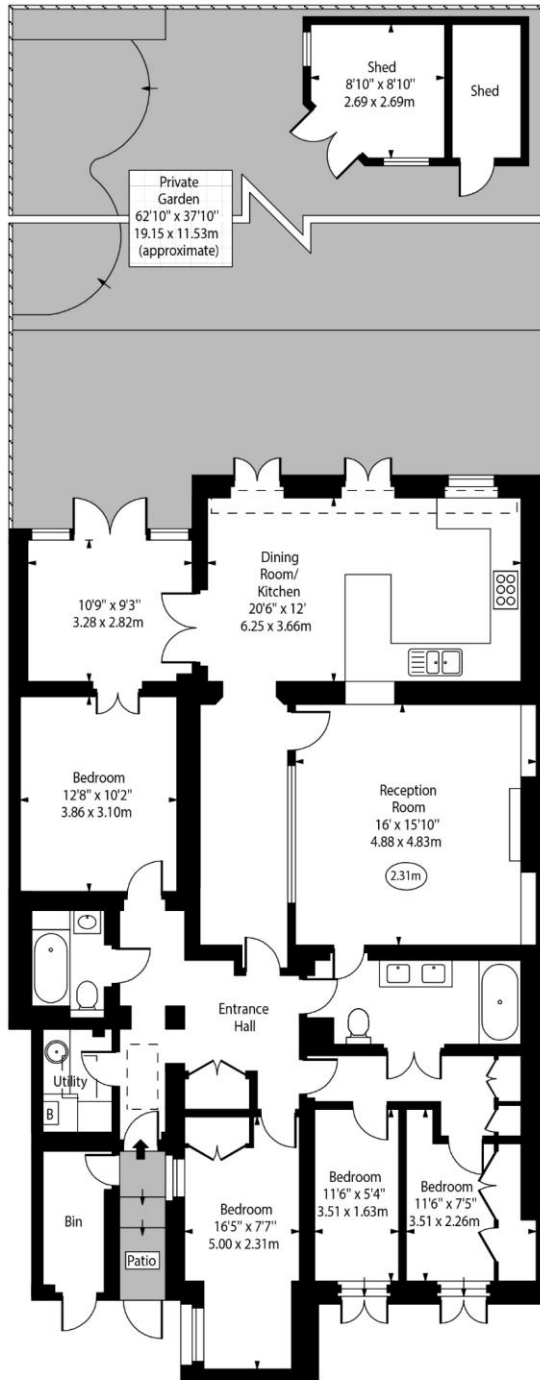 Shed
8'10" x 8'10"
2.69 x 2.69m
Shed
Private
Garden
62'10" x 37'10"
19.15 x 11.53m
(approximate)
Dining
Room/
Kitchen
20'6" x 12'
6.25 x 3.66m
10'9" x 9'3"
3.28 x 2.82m
Bedroom
12'8" x 10'2"
3.86 x 3.10m
Reception
Room
16' x 15'10"
4.88 x 4.83m
2.31m
Entrance
Hall
Utility
B
Bin
Patio
Bedroom
16'5" x 7'7"
5.00 x 2.31m
Bedroom
11'6" x 5'4"
3.51 x 1.63m
Bedroom
11'6" x 7'5"
3.51 x 2.26m